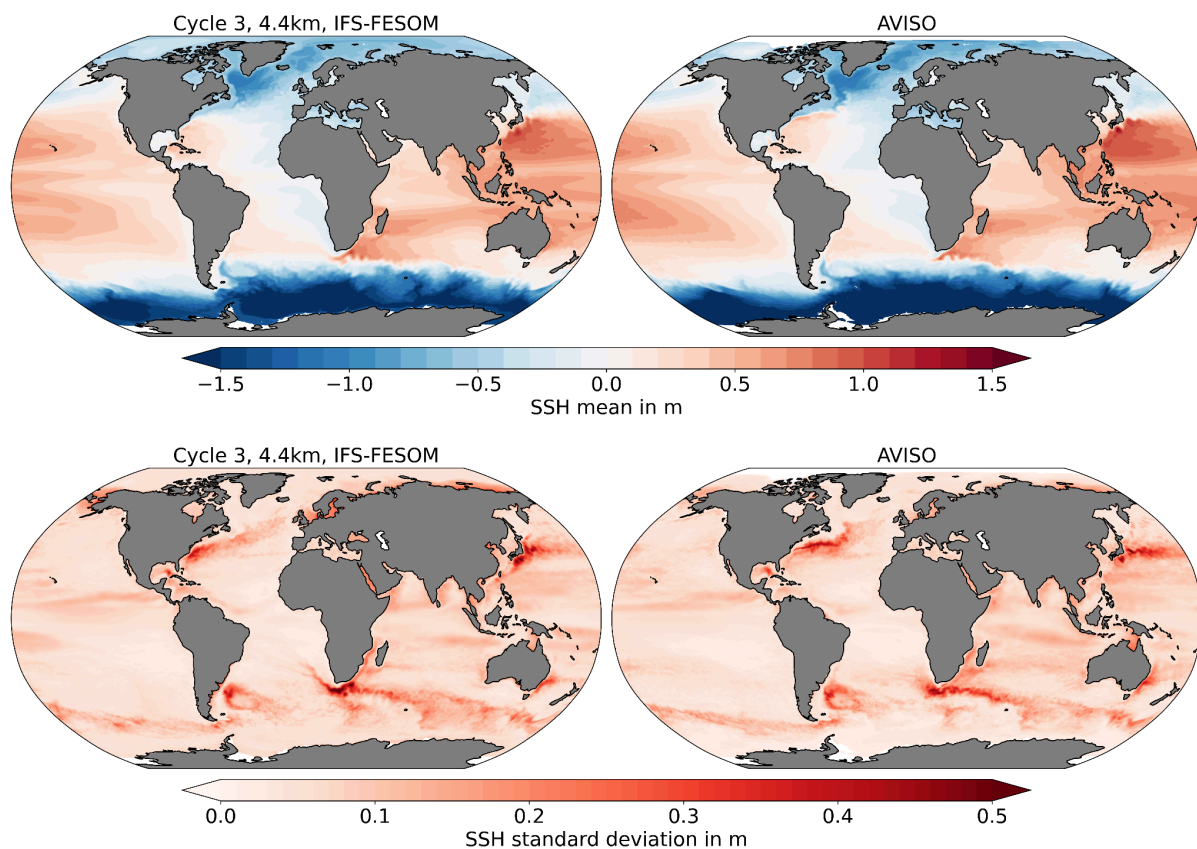 Cycle 3, 4.4km, IFS-FESOM
AVISO
−1.5 −1.0 −0.5 0.0 0.5 1.0 1.5
SSH mean in m
Cycle 3, 4.4km, IFS-FESOM
AVISO
0.0 0.1 0.2 0.3 0.4 0.5
SSH standard deviation in m